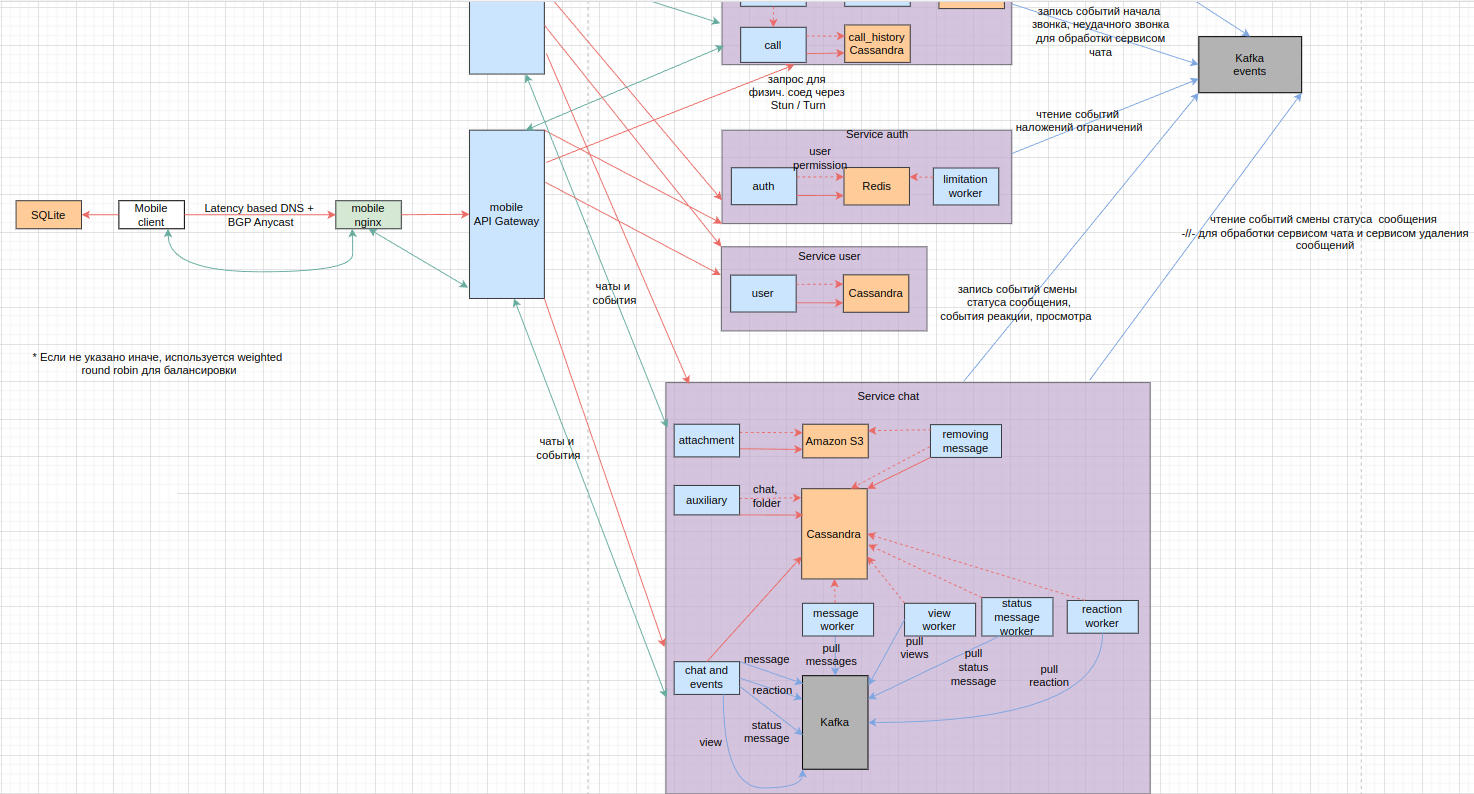 запись событий начала
звонка, неудачного звонка
для обработки сервисом
чата
call
call_history
Cassandra
Kafka
events
запрос для
физич. соед через
Stun / Turn
чтение событий
наложений ограничений
Service auth
user
permission
auth
Redis
limitation
worker
SQLite
Mobile
client
Latency based DNS +
BGP Anycast
mobile
nginx
mobile
API Gateway
чтение событий смены статуса сообщения
-//- для обработки сервисом чата и сервисом удаления
сообщений
Service user
user
Cassandra
чаты и
события
запись событий смены
статуса сообщения,
события реакции, просмотра
* Если не указано иначе, используется weighted
round robin для балансировки
чаты и
события
Service chat
attachment
Amazon S3
removing
message
auxiliary
chat,
folder
Cassandra
message
worker
view
worker
status
message
worker
reaction
worker
pull
messages
pull
views
pull
status
message
pull
reaction
chat and
events
message
reaction
status
message
view
Kafka